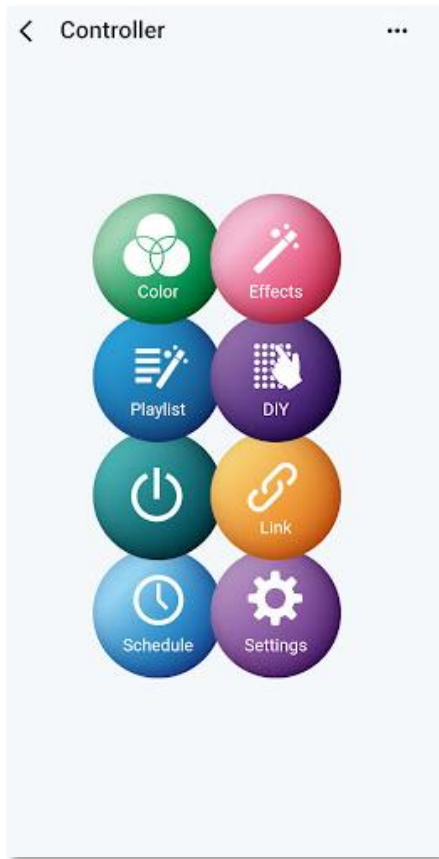 Controller
Color
Effects
Playlist
DIY
Link
Schedule
Settings